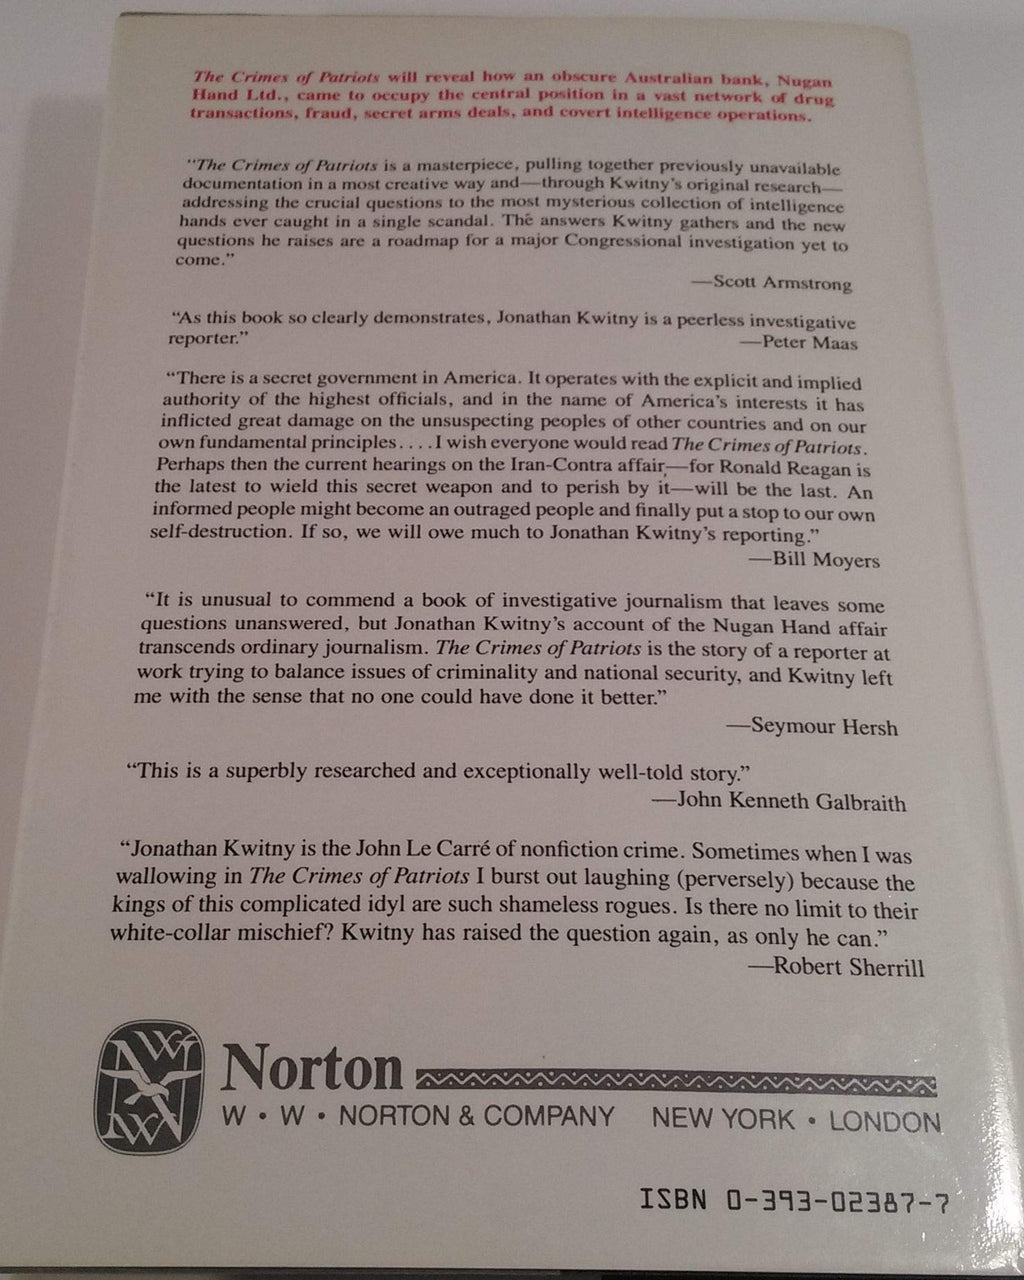 The Crimes of Patriots will reveal how an obscure Australian bank, Nugan
Hand Ltd., came to occupy the central position in a vast network of drug
transactions, fraud, secret arms deals, and covert intelligence operations.
"The Crimes of Patriots is a masterpiece, pulling together previously unavailable
documentation in a most creative way and—through Kwitny's original research—
addressing the crucial questions to the most mysterious collection of intelligence
hands ever caught in a single scandal. The answers Kwitny gathers and the new
questions he raises are a roadmap for a major Congressional investigation yet to
come."
—Scott Armstrong
"As this book so clearly demonstrates, Jonathan Kwitny is a peerless investigative
reporter." —Peter Maas
"There is a secret government in America. It operates with the explicit and implied
authority of the highest officials, and in the name of America's interests it has
inflicted great damage on the unsuspecting peoples of other countries and on our
own fundamental principles. . . . I wish everyone would read The Crimes of Patriots.
Perhaps then the current hearings on the Iran-Contra affair—for Ronald Reagan is
the latest to wield this secret weapon and to perish by it—will be the last. An
informed people might become an outraged people and finally put a stop to our own
self-destruction. If so, we will owe much to Jonathan Kwitny's reporting."
—Bill Moyers
"It is unusual to commend a book of investigative journalism that leaves some
questions unanswered, but Jonathan Kwitny's account of the Nugan Hand affair
transcends ordinary journalism. The Crimes of Patriots is the story of a reporter at
work trying to balance issues of criminality and national security, and Kwitny left
me with the sense that no one could have done it better."
—Seymour Hersh
"This is a superbly researched and exceptionally well-told story."
—John Kenneth Galbraith
"Jonathan Kwitny is the John Le Carré of nonfiction crime. Sometimes when I was
wallowing in The Crimes of Patriots I burst out laughing (perversely) because the
kings of this complicated idyl are such shameless rogues. Is there no limit to their
white-collar mischief? Kwitny has raised the question again, as only he can."
—Robert Sherrill
Norton
W • W • NORTON & COMPANY NEW YORK • LONDON
ISBN 0-393-02387-7